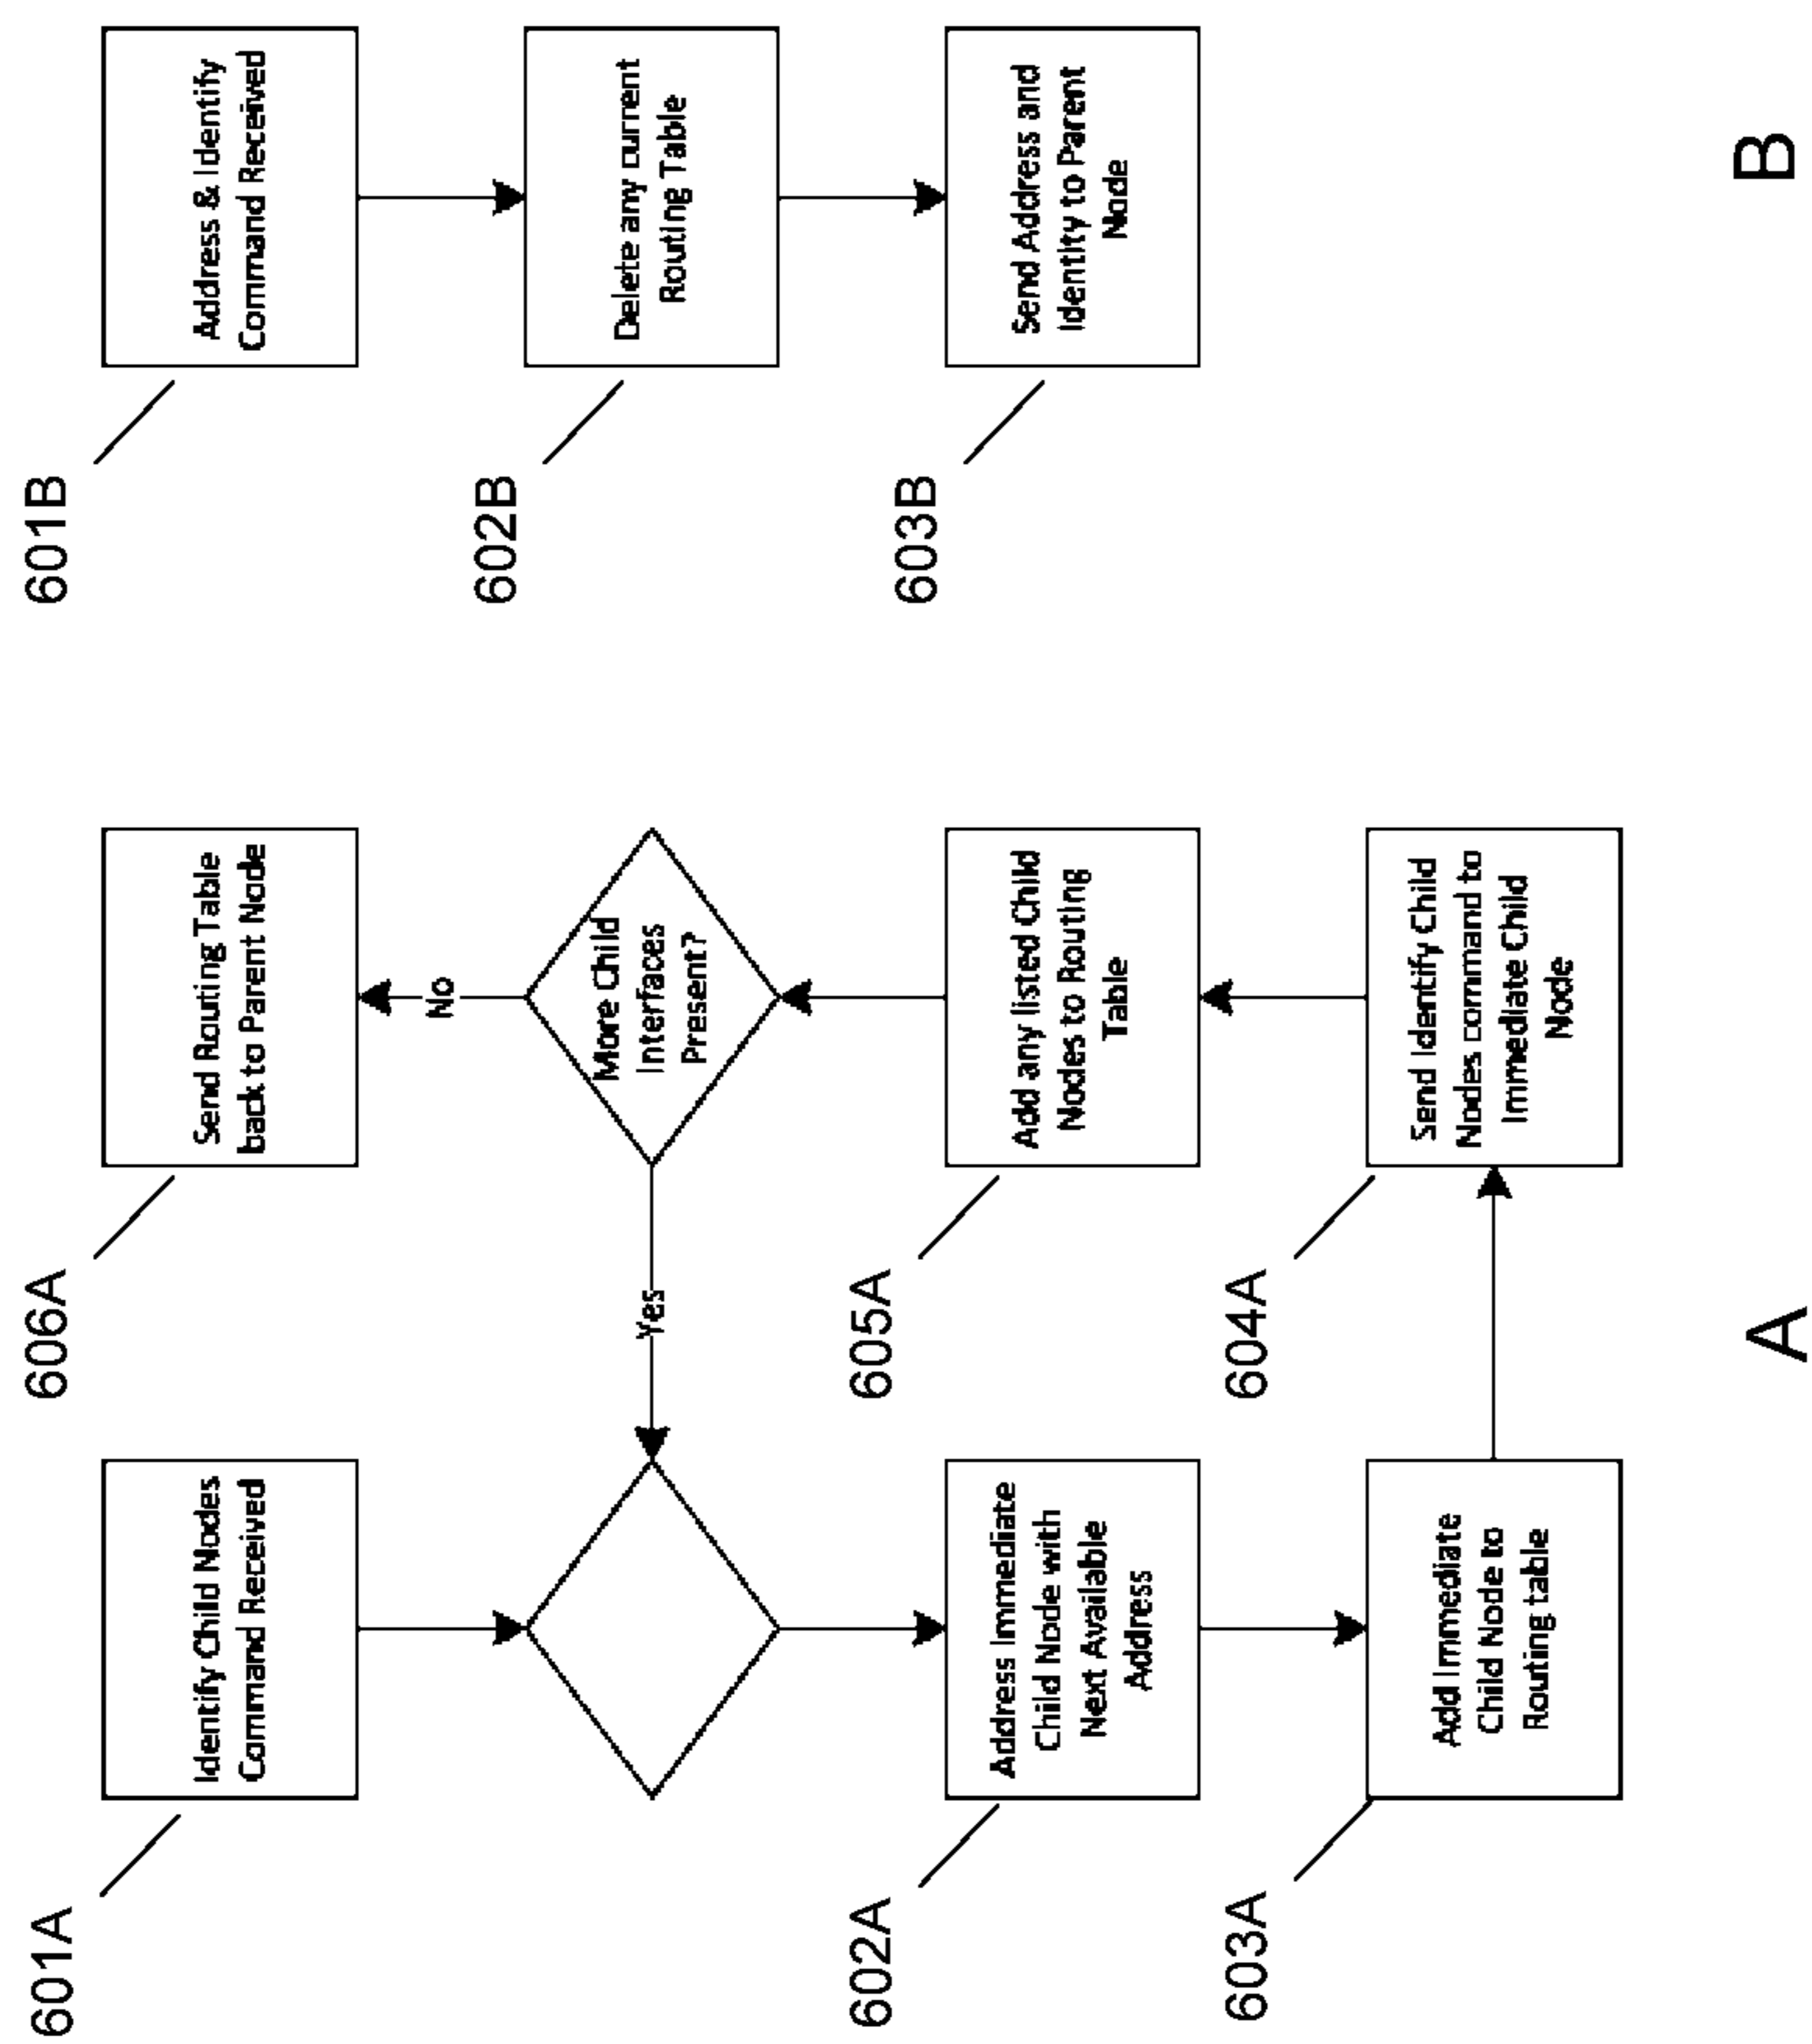 601A
Identify Child Nodes
Command Received
602A
Address Immediate
Child Node with
Next Available
Address
603A
Add Immediate
Child Node to
Routing table
604A
Send Identify Child
Nodes command to
Immediate Child
Node
605A
Add any listed Child
Nodes to Routing
Table
More Child
Interfaces
Present?
Yes
No
606A
Send Routing Table
back to Parent Node
A
601B
Address & Identify
Command Received
602B
Delete any current
Routing Table
603B
Send Address and
Identity to Parent
Node
B